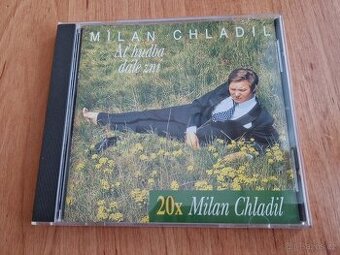 MILAN CHLADIL
Ať hudba
dále zní
20x Milan Chladil